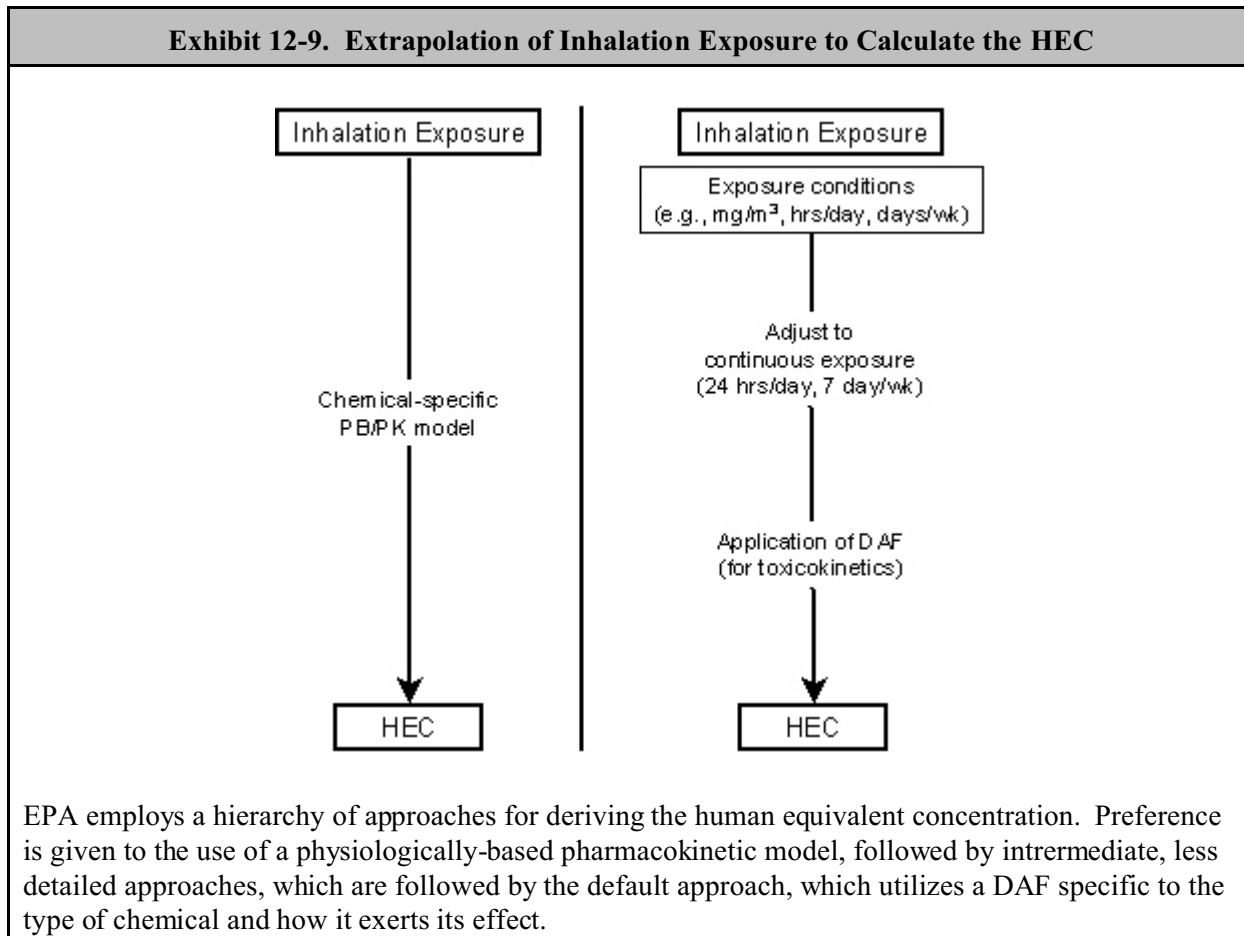 Exhibit 12-9.  Extrapolation of Inhalation Exposure to Calculate the HEC
Inhalation Exposure
Chemical-specific
PB/PK model
HEC
Inhalation Exposure
Exposure conditions
(e.g., mg/m³, hrs/day, days/wk)
Adjust to
continuous exposure
(24 hrs/day, 7 day/wk)
Application of DAF
(for toxicokinetics)
HEC
EPA employs a hierarchy of approaches for deriving the human equivalent concentration.  Preference
is given to the use of a physiologically-based pharmacokinetic model, followed by intrermediate, less
detailed approaches, which are followed by the default approach, which utilizes a DAF specific to the
type of chemical and how it exerts its effect.